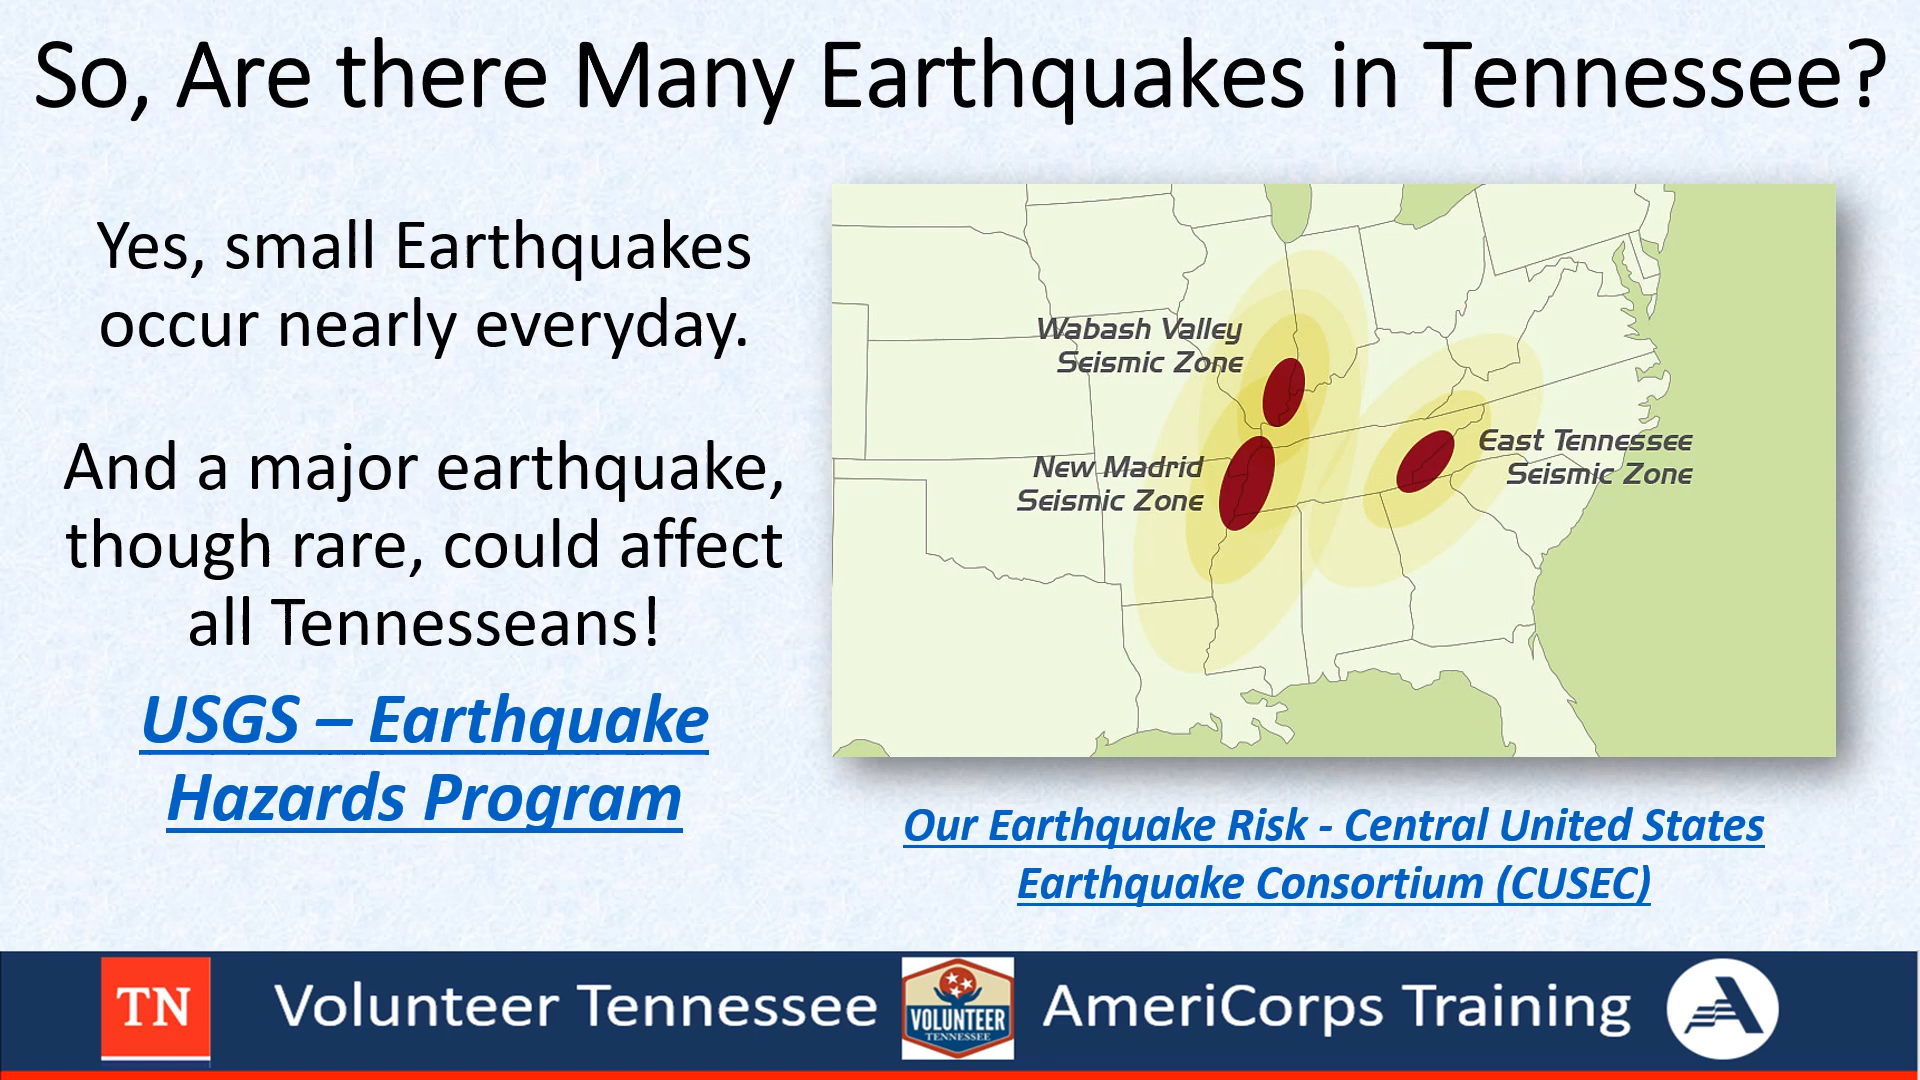 So, Are there Many Earthquakes in Tennessee?
Yes, small Earthquakes
occur nearly everyday.
And a major earthquake,
though rare, could affect
all Tennesseans!
USGS – Earthquake
Hazards Program
Wabash Valley
Seismic Zone
New Madrid
Seismic Zone
East Tennessee
Seismic Zone
Our Earthquake Risk - Central United States
Earthquake Consortium (CUSEC)
TN
Volunteer Tennessee
VOLUNTEER
TENNESSEE
AmeriCorps Training